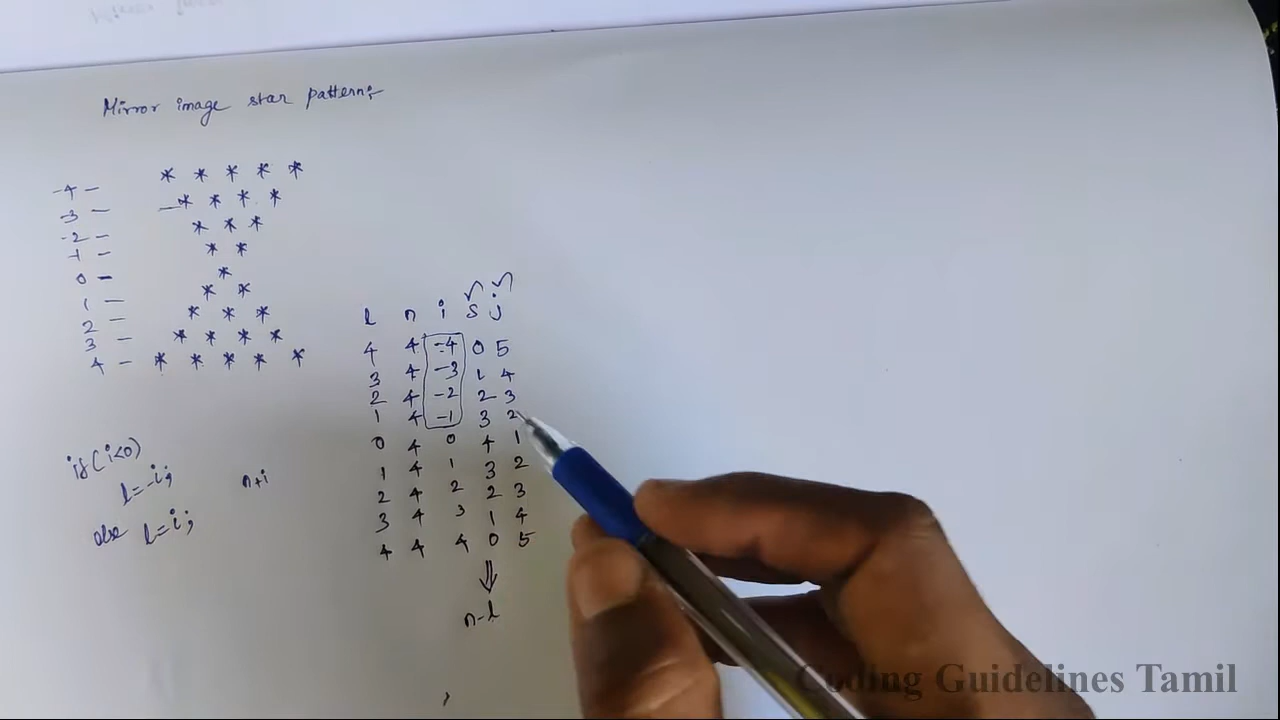 Mirror image star pattern:
-4 - * * * * *
-3 - - * * * *
-2 - * * *
-1 - * *
0 - *
1 - * *
2 - * * *
3 - * * * *
4 - * * * * *
if(i<0)
l=-i;
else l=i;
n+i
l n i s j
4 4 -4 0 5
3 4 -3 1 4
2 4 -2 2 3
1 4 -1 3 2
0 4 0 4 1
1 4 1 3 2
2 4 2 2 3
3 4 3 1 4
4 4 4 0 5
n-l
Coding Guidelines Tamil